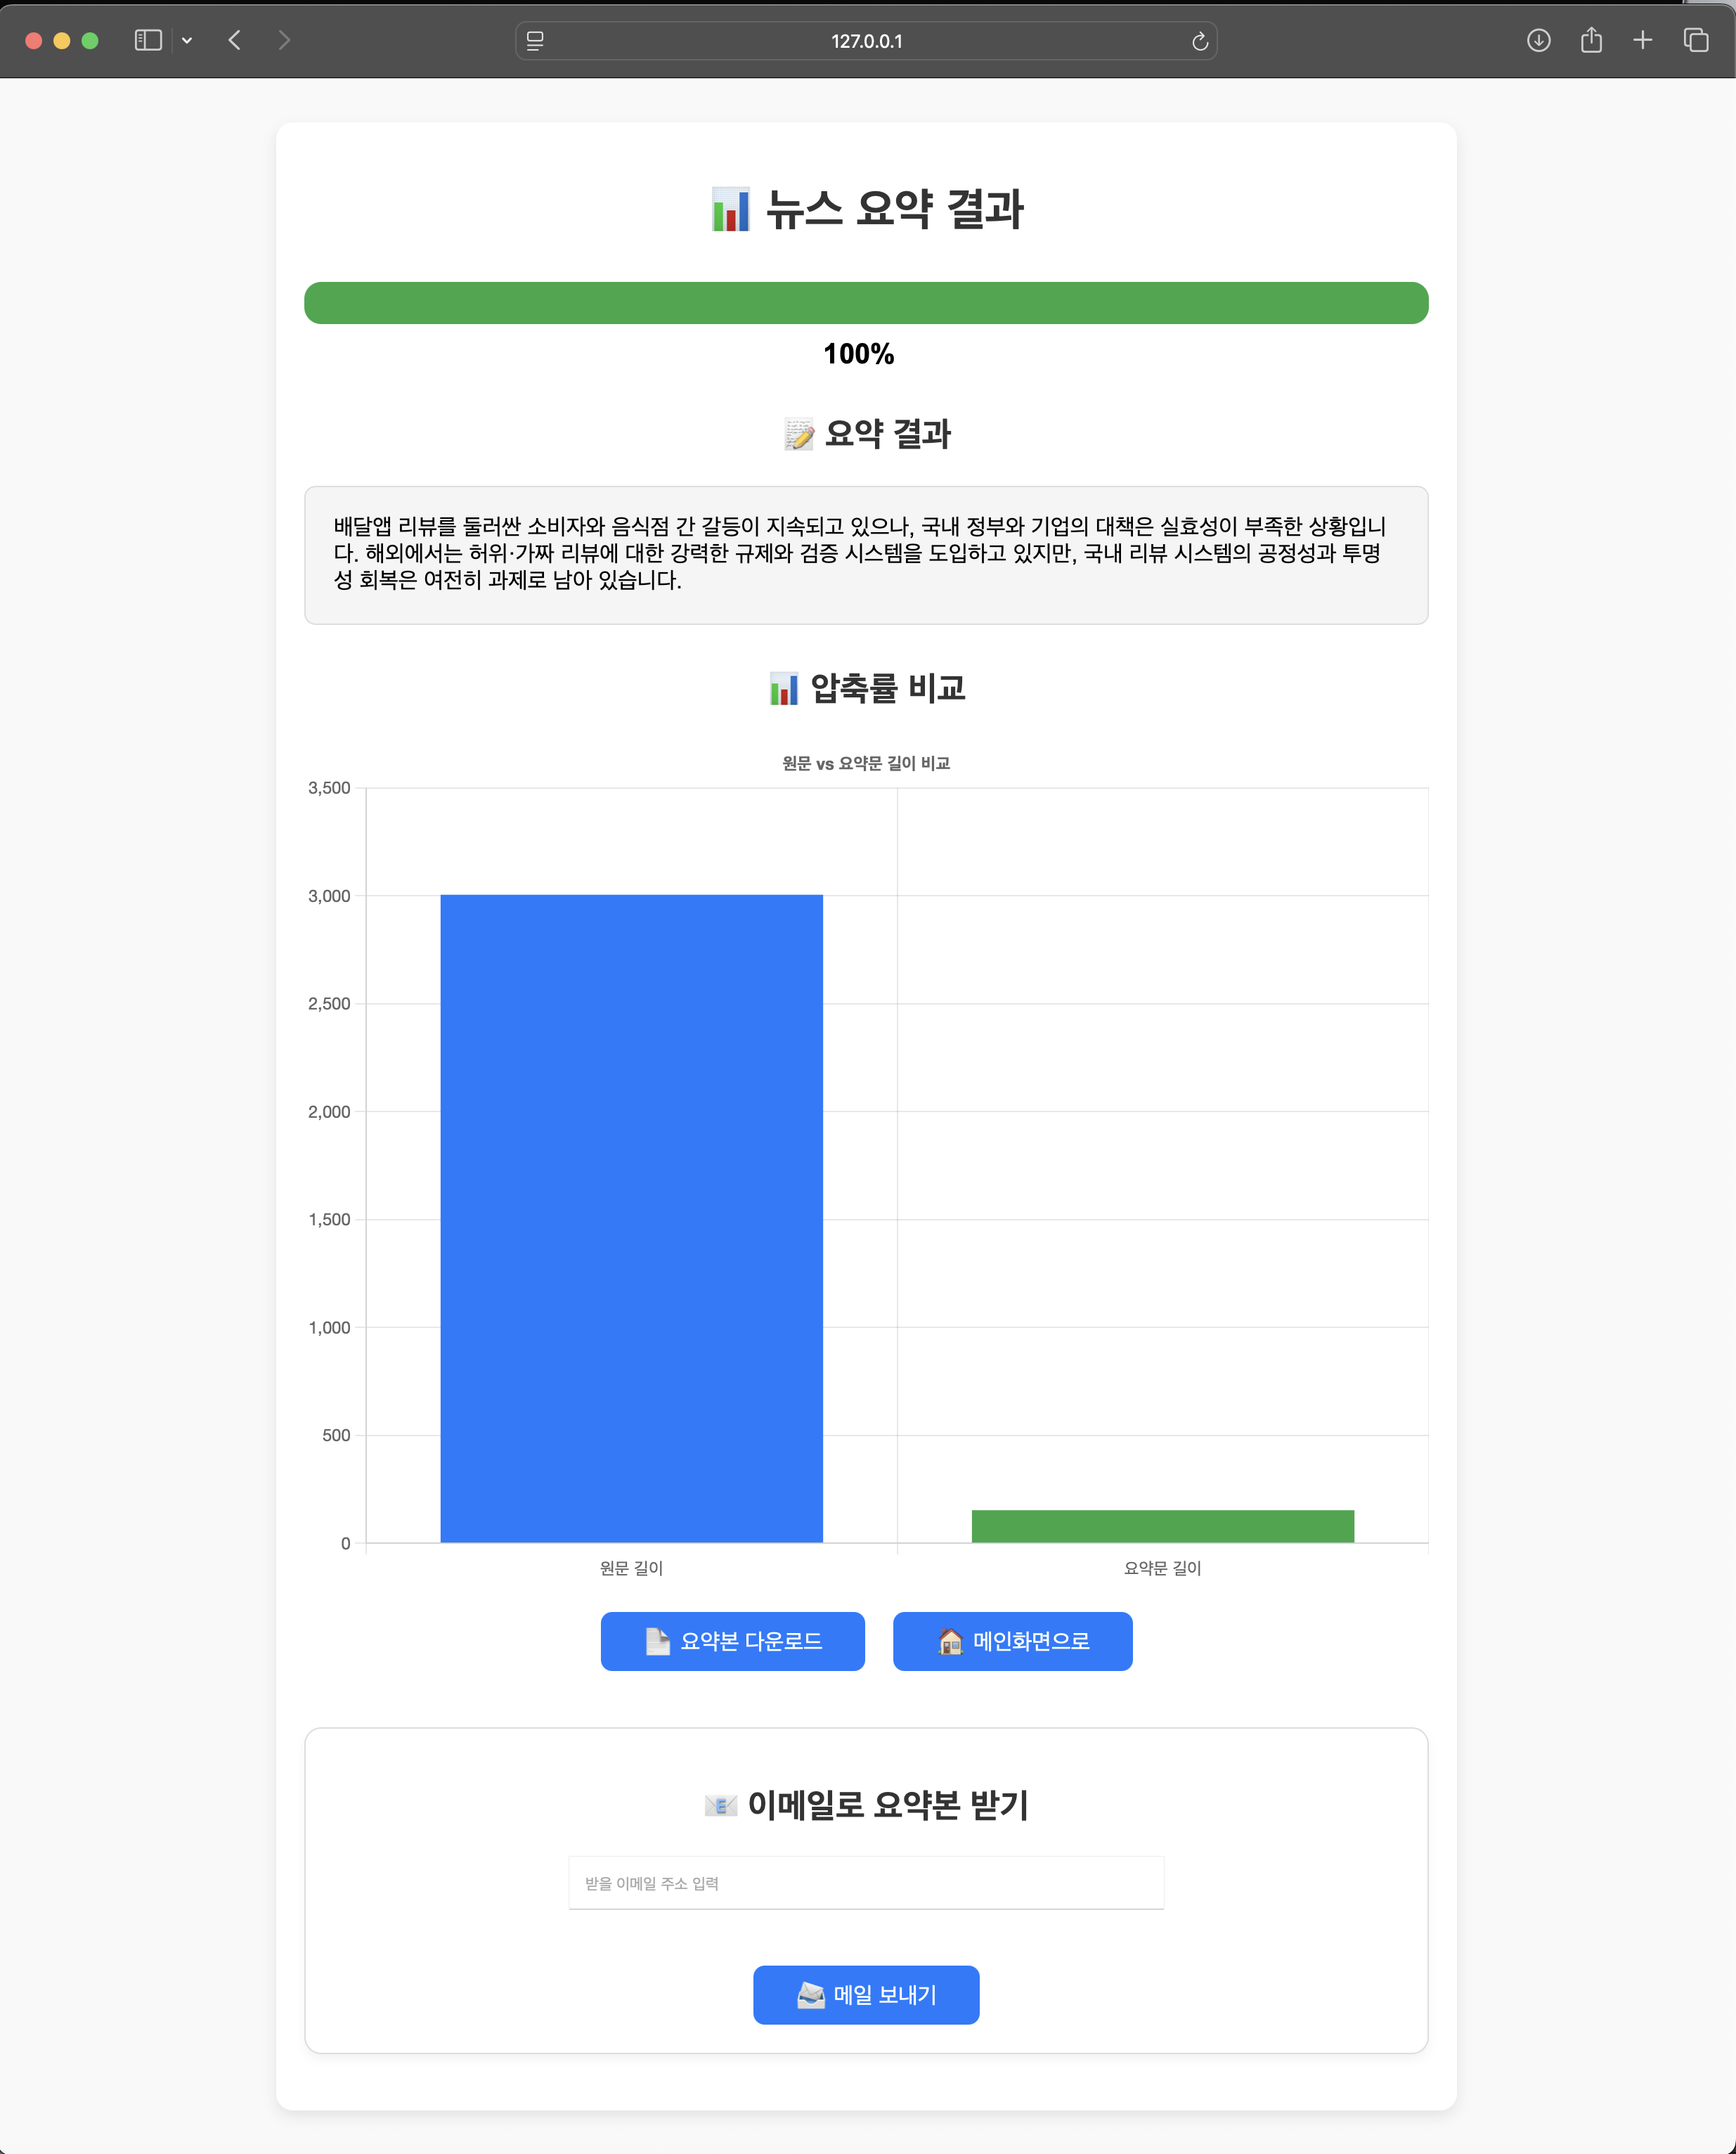 127.0.0.1
뉴스 요약 결과
100%
요약 결과
배달앱 리뷰를 둘러싼 소비자와 음식점 간 갈등이 지속되고 있으나, 국내 정부와 기업의 대책은 실효성이 부족한 상황입니
다. 해외에서는 허위·가짜 리뷰에 대한 강력한 규제와 검증 시스템을 도입하고 있지만, 국내 리뷰 시스템의 공정성과 투명
성 회복은 여전히 과제로 남아 있습니다.
압축률 비교
원문 vs 요약문 길이 비교
3,500
3,000
2,500
2,000
1,500
1,000
500
0
원문 길이 요약문 길이
요약본 다운로드 메인화면으로
이메일로 요약본 받기
받을 이메일 주소 입력
메일 보내기